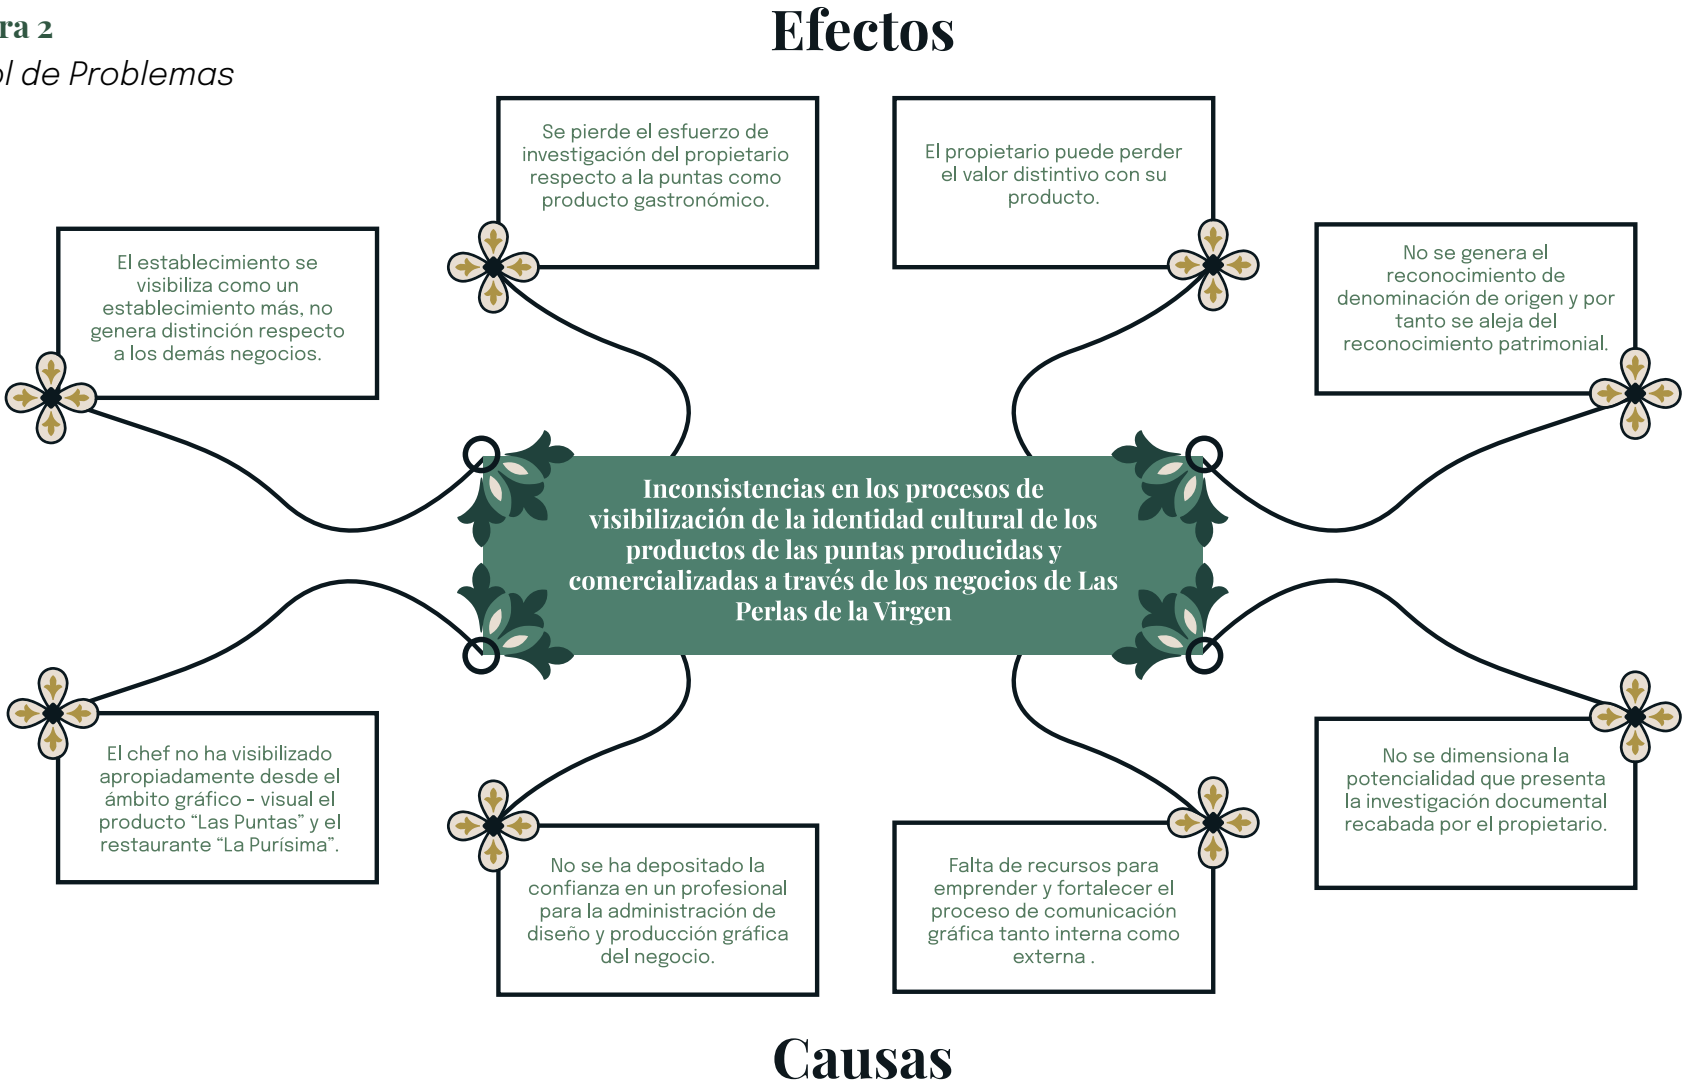 ra 2
ol de Problemas
Efectos
Se pierde el esfuerzo de
investigación del propietario
respecto a la puntas como
producto gastronómico.
El propietario puede perder
el valor distintivo con su
producto.
El establecimiento se
visibiliza como un
establecimiento más, no
genera distinción respecto
a los demás negocios.
No se genera el
reconocimiento de
denominación de origen y por
tanto se aleja del
reconocimiento patrimonial.
Inconsistencias en los procesos de
visibilización de la identidad cultural de los
productos de las puntas producidas y
comercializadas a través de los negocios de Las
Perlas de la Virgen
El chef no ha visibilizado
apropiadamente desde el
ámbito gráfico - visual el
producto “Las Puntas” y el
restaurante “La Purísima”.
No se ha depositado la
confianza en un profesional
para la administración de
diseño y producción gráfica
del negocio.
Falta de recursos para
emprender y fortalecer el
proceso de comunicación
gráfica tanto interna como
externa .
No se dimensiona la
potencialidad que presenta
la investigación documental
recabada por el propietario.
Causas